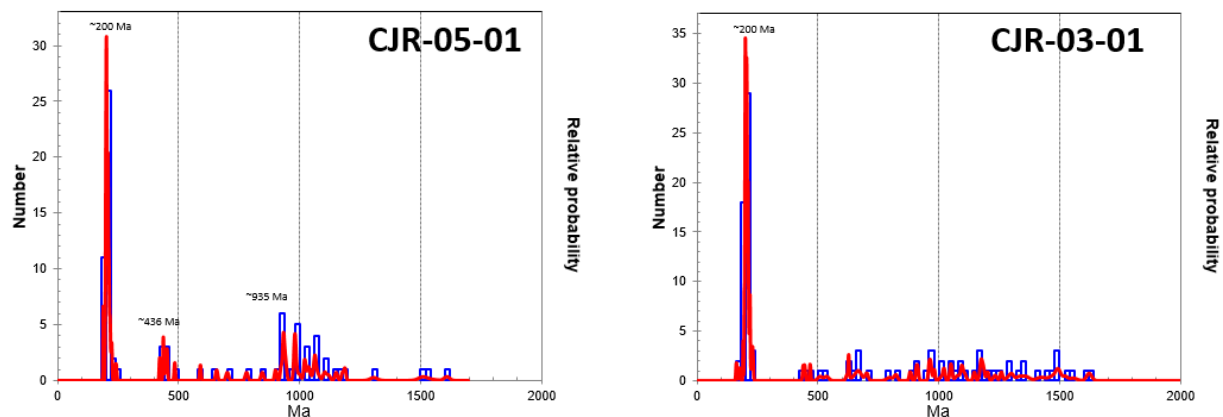 ~200 Ma
CJR-05-01
30
25
20
15
10
5
0
Number
~436 Ma
~935 Ma
Relative probability
0 500 1000 1500 2000
Ma
~200 Ma
CJR-03-01
35
30
25
20
15
10
5
0
Number
Relative probability
0 500 1000 1500 2000
Ma